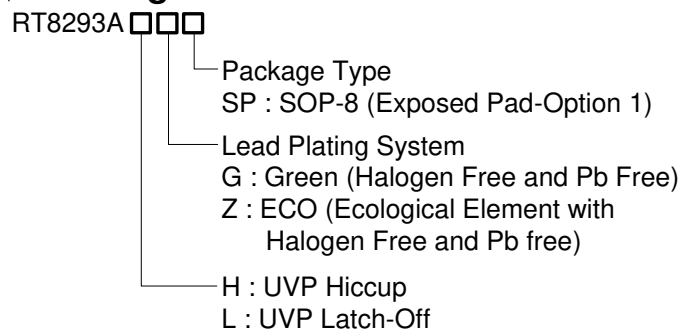 RT8293A□□□
Package Type
SP : SOP-8 (Exposed Pad-Option 1)
Lead Plating System
G : Green (Halogen Free and Pb Free)
Z : ECO (Ecological Element with
Halogen Free and Pb free)
H : UVP Hiccup
L : UVP Latch-Off